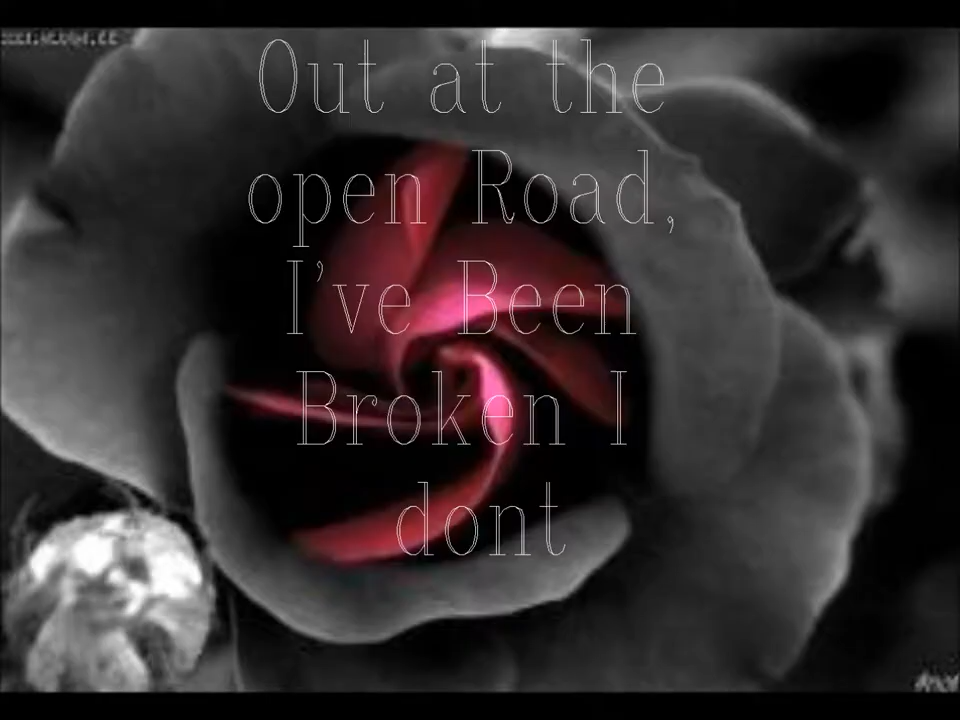 Out at the
open Road,
I've Been
Broken I
dont